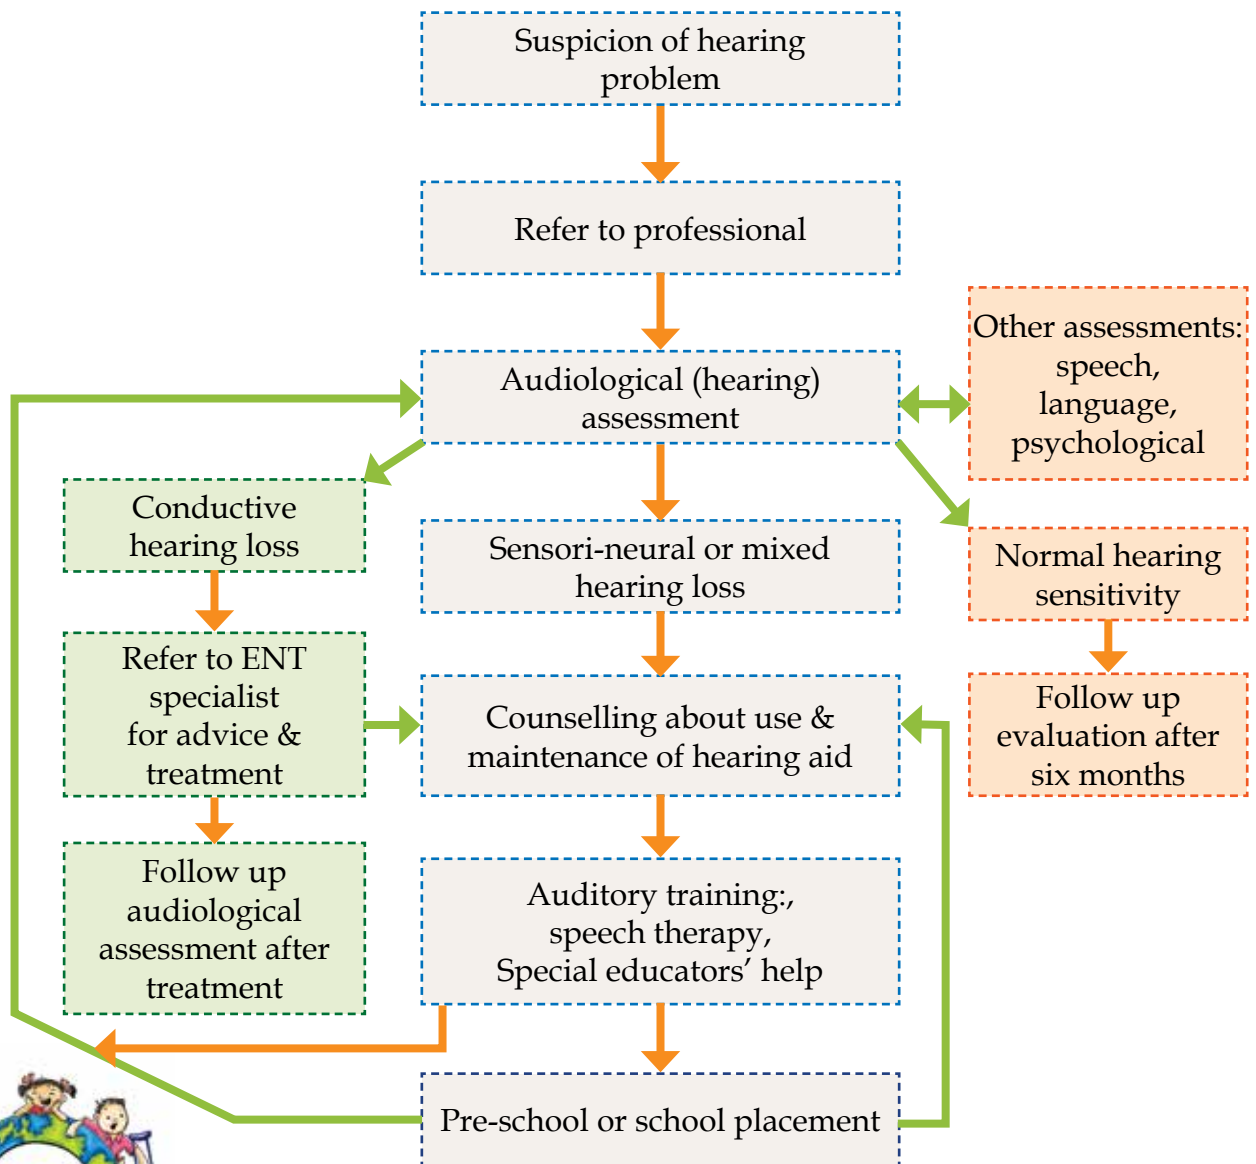 Suspicion of hearing
problem
Refer to professional
Audiological (hearing)
assessment
Other assessments:
speech,
language,
psychological
Conductive
hearing loss
Sensori-neural or mixed
hearing loss
Normal hearing
sensitivity
Refer to ENT
specialist
for advice &
treatment
Counselling about use &
maintenance of hearing aid
Follow up
evaluation after
six months
Follow up
audiological
assessment after
treatment
Auditory training:,
speech therapy,
Special educators’ help
Pre-school or school placement